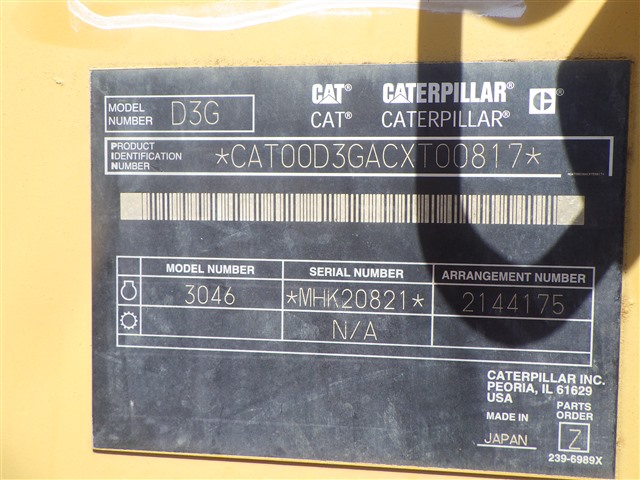 MODEL NUMBER D3G
CAT® CATERPILLAR® C
CAT® CATERPILLAR®
PRODUCT IDENTIFICATION NUMBER *CAT00D3GACXT00817*
MODEL NUMBER SERIAL NUMBER ARRANGEMENT NUMBER
3046 *MHK20821* 2144175
N/A
CATERPILLAR INC.
PEORIA, IL 61629
USA
MADE IN JAPAN
PARTS ORDER Z
239-6989X